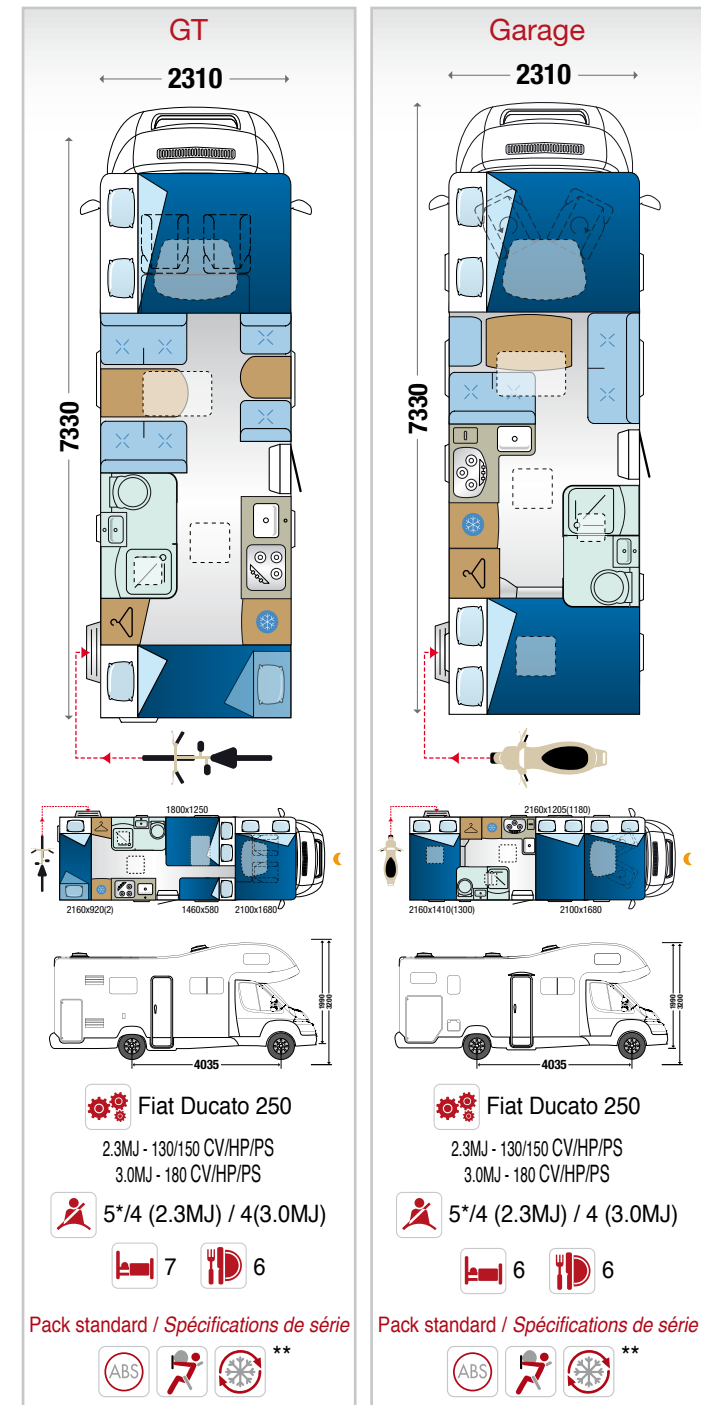 GT
2310
7330
1800x1250
2160x920(2)
1460x580
2100x1680
1990
3200
4035
Fiat Ducato 250
2.3MJ - 130/150 CV/HP/PS
3.0MJ - 180 CV/HP/PS
5*/4 (2.3MJ) / 4(3.0MJ)
7
6
Pack standard / Spécifications de série
ABS
**
Garage
2310
7330
2160x1205(1180)
2160x1410(1300)
2100x1680
1990
3200
4035
Fiat Ducato 250
2.3MJ - 130/150 CV/HP/PS
3.0MJ - 180 CV/HP/PS
5*/4 (2.3MJ) / 4 (3.0MJ)
6
6
Pack standard / Spécifications de série
ABS
**